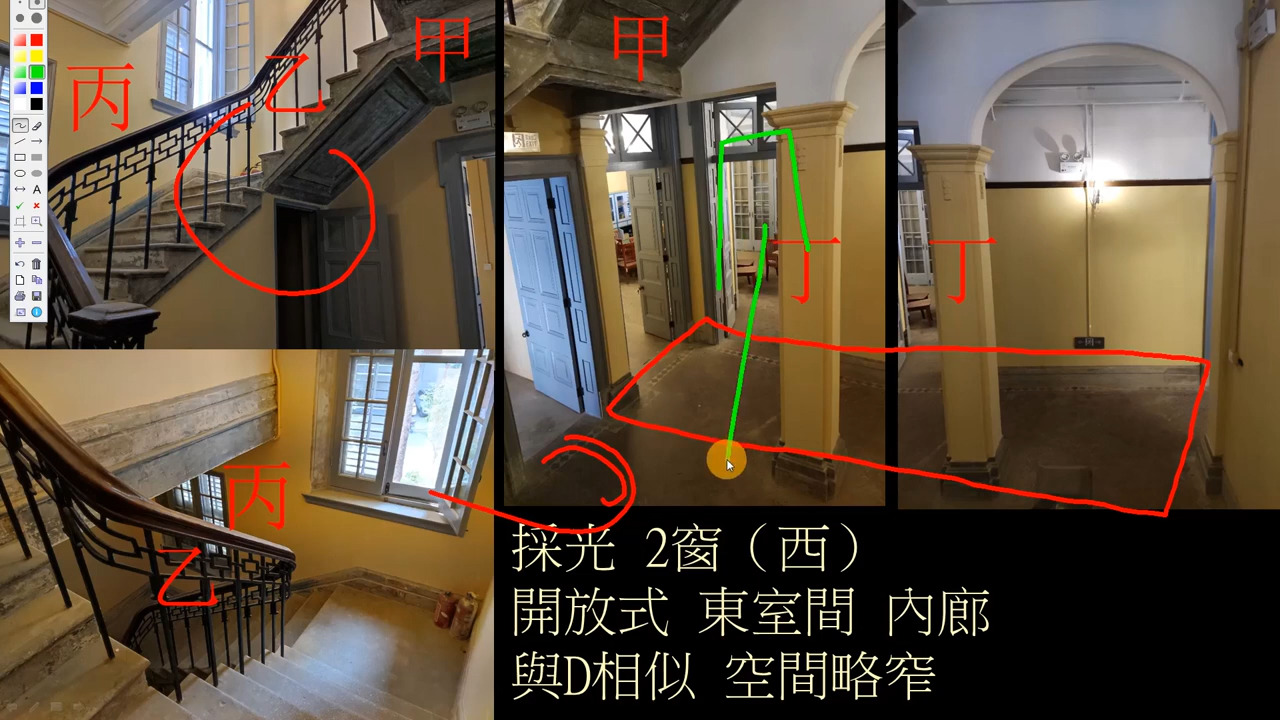 甲
乙
丙
甲
丁
丁
丙
乙
採光 2窗（西）
開放式 東室間 內廊
與D相似 空間略窄
A